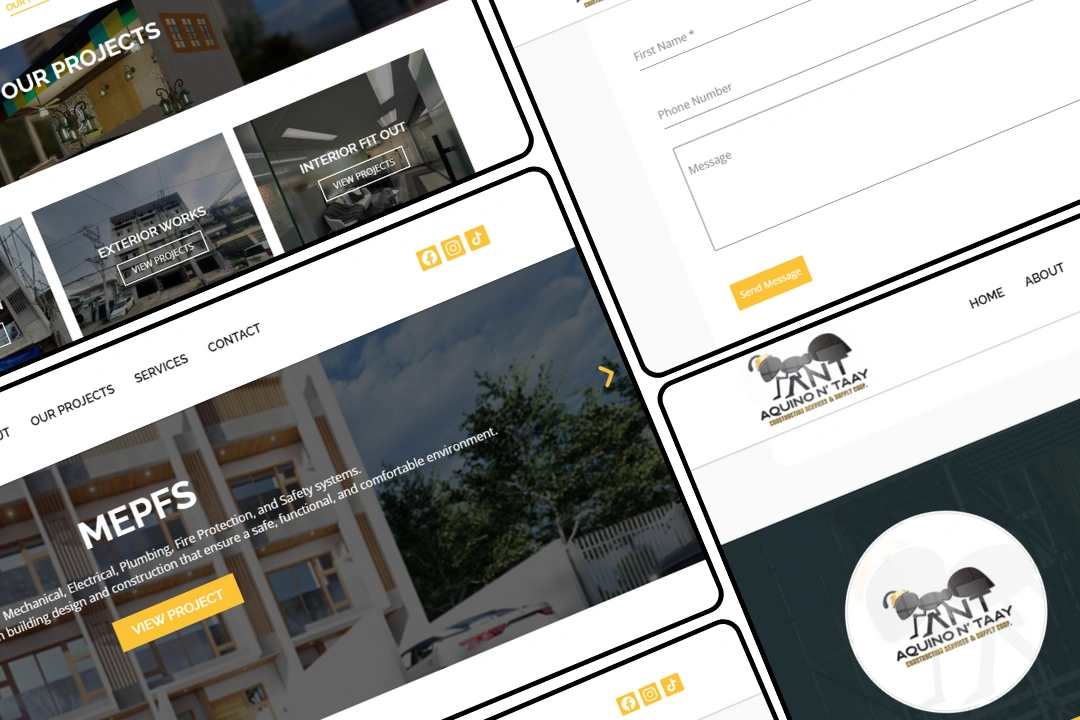 OUR PROJECTS
EXTERIOR WORKS
VIEW PROJECTS
INTERIOR FIT OUT
VIEW PROJECTS
First Name *
Phone Number
Message
Send Message
OUR PROJECTS
SERVICES
CONTACT
MEPFS
Mechanical, Electrical, Plumbing, Fire Protection, and Safety systems.
building design and construction that ensure a safe, functional, and comfortable environment.
VIEW PROJECT
HOME
ABOUT
ANT
AQUINO N' TAAY
CONSTRUCTION SERVICES & SUPPLY CORP.
ANT
AQUINO N' TAAY
CONSTRUCTION SERVICES & SUPPLY CORP.